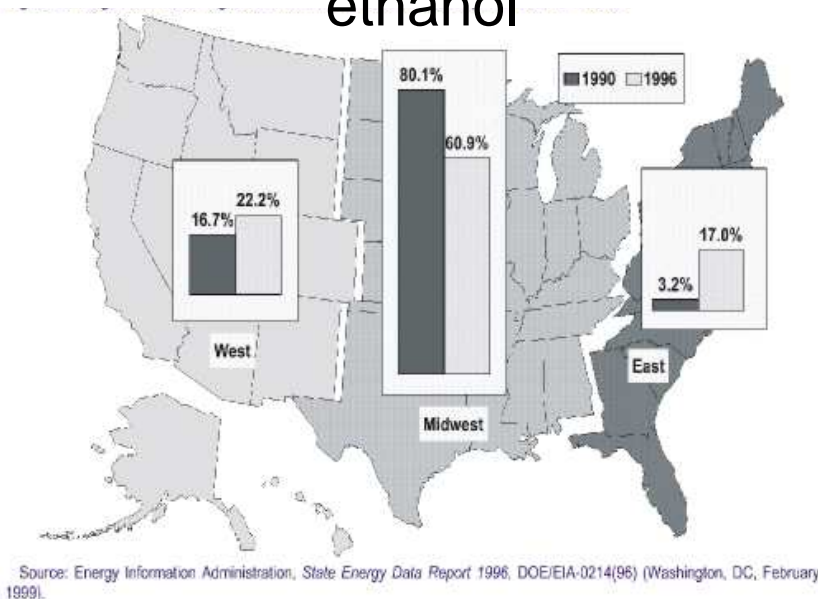 ethanol
80.1%
1990 1996
60.9%
22.2%
16.7%
17.0%
3.2%
West
East
Midwest
Source: Energy Information Administration, State Energy Data Report 1996, DOE/EIA-0214(96) (Washington, DC, February
1999).